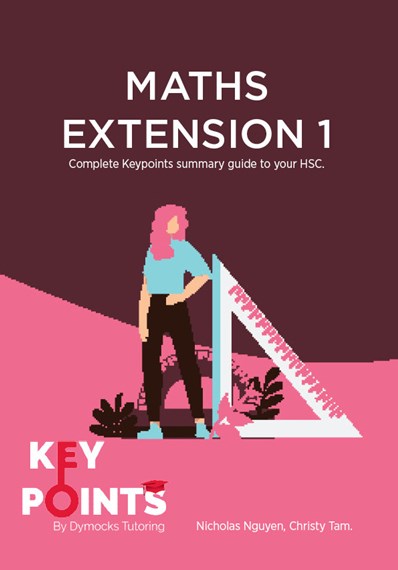 MATHS
EXTENSION 1
Complete Keypoints summary guide to your HSC.
KEY
POINTS
By Dymocks Tutoring
Nicholas Nguyen, Christy Tam.